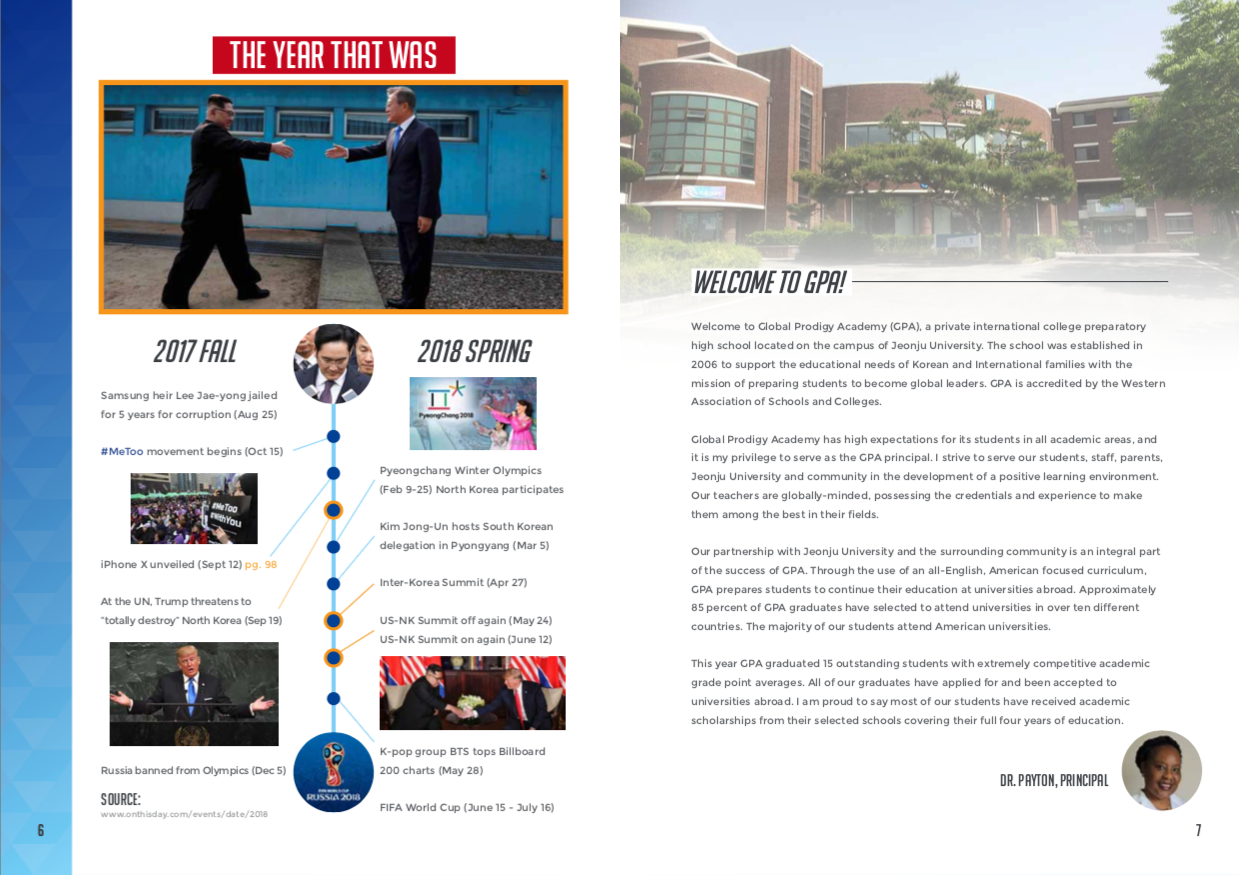 THE YEAR THAT WAS
2017 FALL
Samsung heir Lee Jae-yong jailed
for 5 years for corruption (Aug 25)
#MeToo movement begins (Oct 15)
#MeToo
#WithYou
iPhone X unveiled (Sept 12) pg. 98
At the UN, Trump threatens to
"totally destroy" North Korea (Sep 19)
Russia banned from Olympics (Dec 5)
SOURCE:
www.onthisday.com/events/date/2018
6
2018 SPRING
PyeongChang 2018
Pyeongchang Winter Olympics
(Feb 9-25) North Korea participates
Kim Jong-Un hosts South Korean
delegation in Pyongyang (Mar 5)
Inter-Korea Summit (Apr 27)
US-NK Summit off again (May 24)
US-NK Summit on again (June 12)
K-pop group BTS tops Billboard
200 charts (May 28)
FIFA World Cup (June 15 - July 16)
FIFA WORLD CUP
RUSSIA 2018
스타홀
WELCOME TO GPA!
Welcome to Global Prodigy Academy (GPA), a private international college preparatory
high school located on the campus of Jeonju University. The school was established in
2006 to support the educational needs of Korean and International families with the
mission of preparing students to become global leaders. GPA is accredited by the Western
Association of Schools and Colleges.
Global Prodigy Academy has high expectations for its students in all academic areas, and
it is my privilege to serve as the GPA principal. I strive to serve our students, staff, parents,
Jeonju University and community in the development of a positive learning environment.
Our teachers are globally-minded, possessing the credentials and experience to make
them among the best in their fields.
Our partnership with Jeonju University and the surrounding community is an integral part
of the success of GPA. Through the use of an all-English, American focused curriculum,
GPA prepares students to continue their education at universities abroad. Approximately
85 percent of GPA graduates have selected to attend universities in over ten different
countries. The majority of our students attend American universities.
This year GPA graduated 15 outstanding students with extremely competitive academic
grade point averages. All of our graduates have applied for and been accepted to
universities abroad. I am proud to say most of our students have received academic
scholarships from their selected schools covering their full four years of education.
DR. PAYTON, PRINCIPAL
7